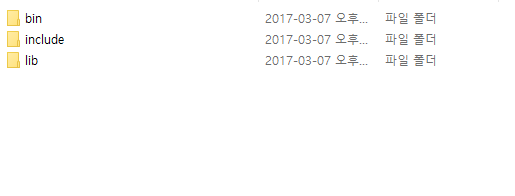 bin 2017-03-07 오후... 파일 폴더
include 2017-03-07 오후... 파일 폴더
lib 2017-03-07 오후... 파일 폴더